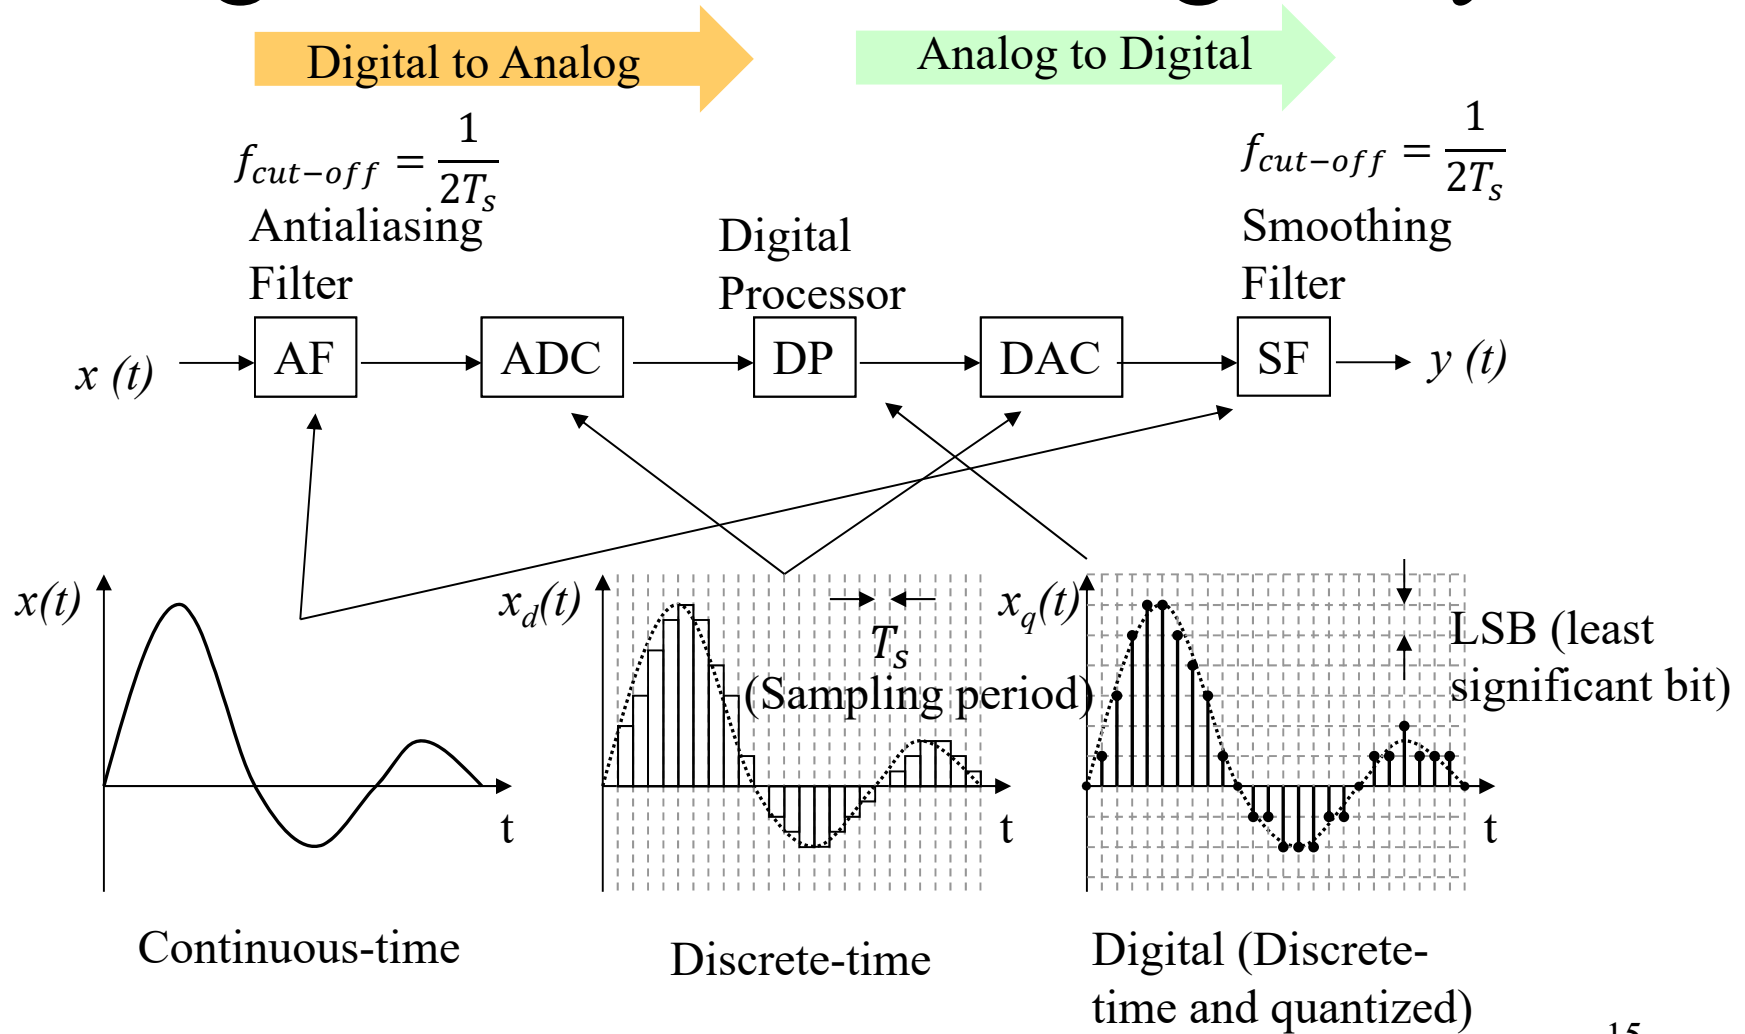 Digital to Analog
Analog to Digital
f_{cut-off} = \frac{1}{2T_s}
f_{cut-off} = \frac{1}{2T_s}
Antialiasing
Filter
Digital
Processor
Smoothing
Filter
x (t)
AF
ADC
DP
DAC
SF
y (t)
x(t)
t
Continuous-time
x_d(t)
T_s
(Sampling period)
t
Discrete-time
x_q(t)
LSB (least
significant bit)
t
Digital (Discrete-
time and quantized)